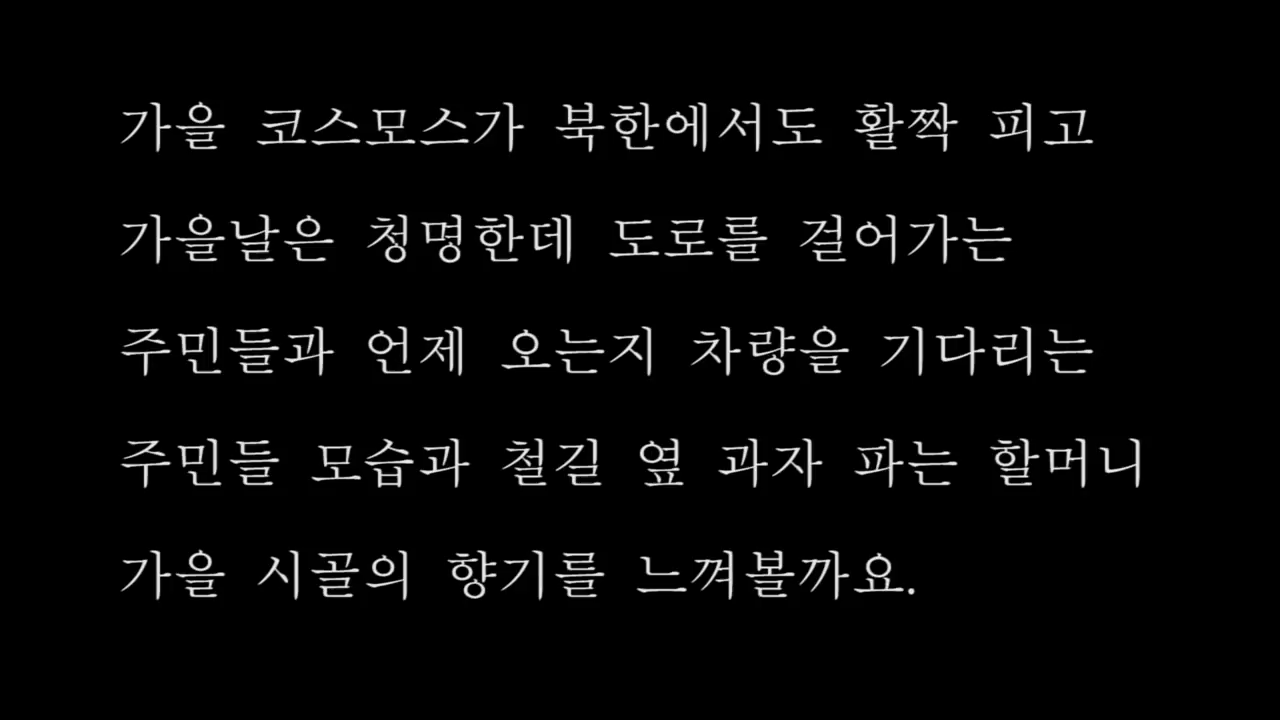 가을 코스모스가 북한에서도 활짝 피고
가을날은 청명한데 도로를 걸어가는
주민들과 언제 오는지 차량을 기다리는
주민들 모습과 철길 옆 과자 파는 할머니
가을 시골의 향기를 느껴볼까요.